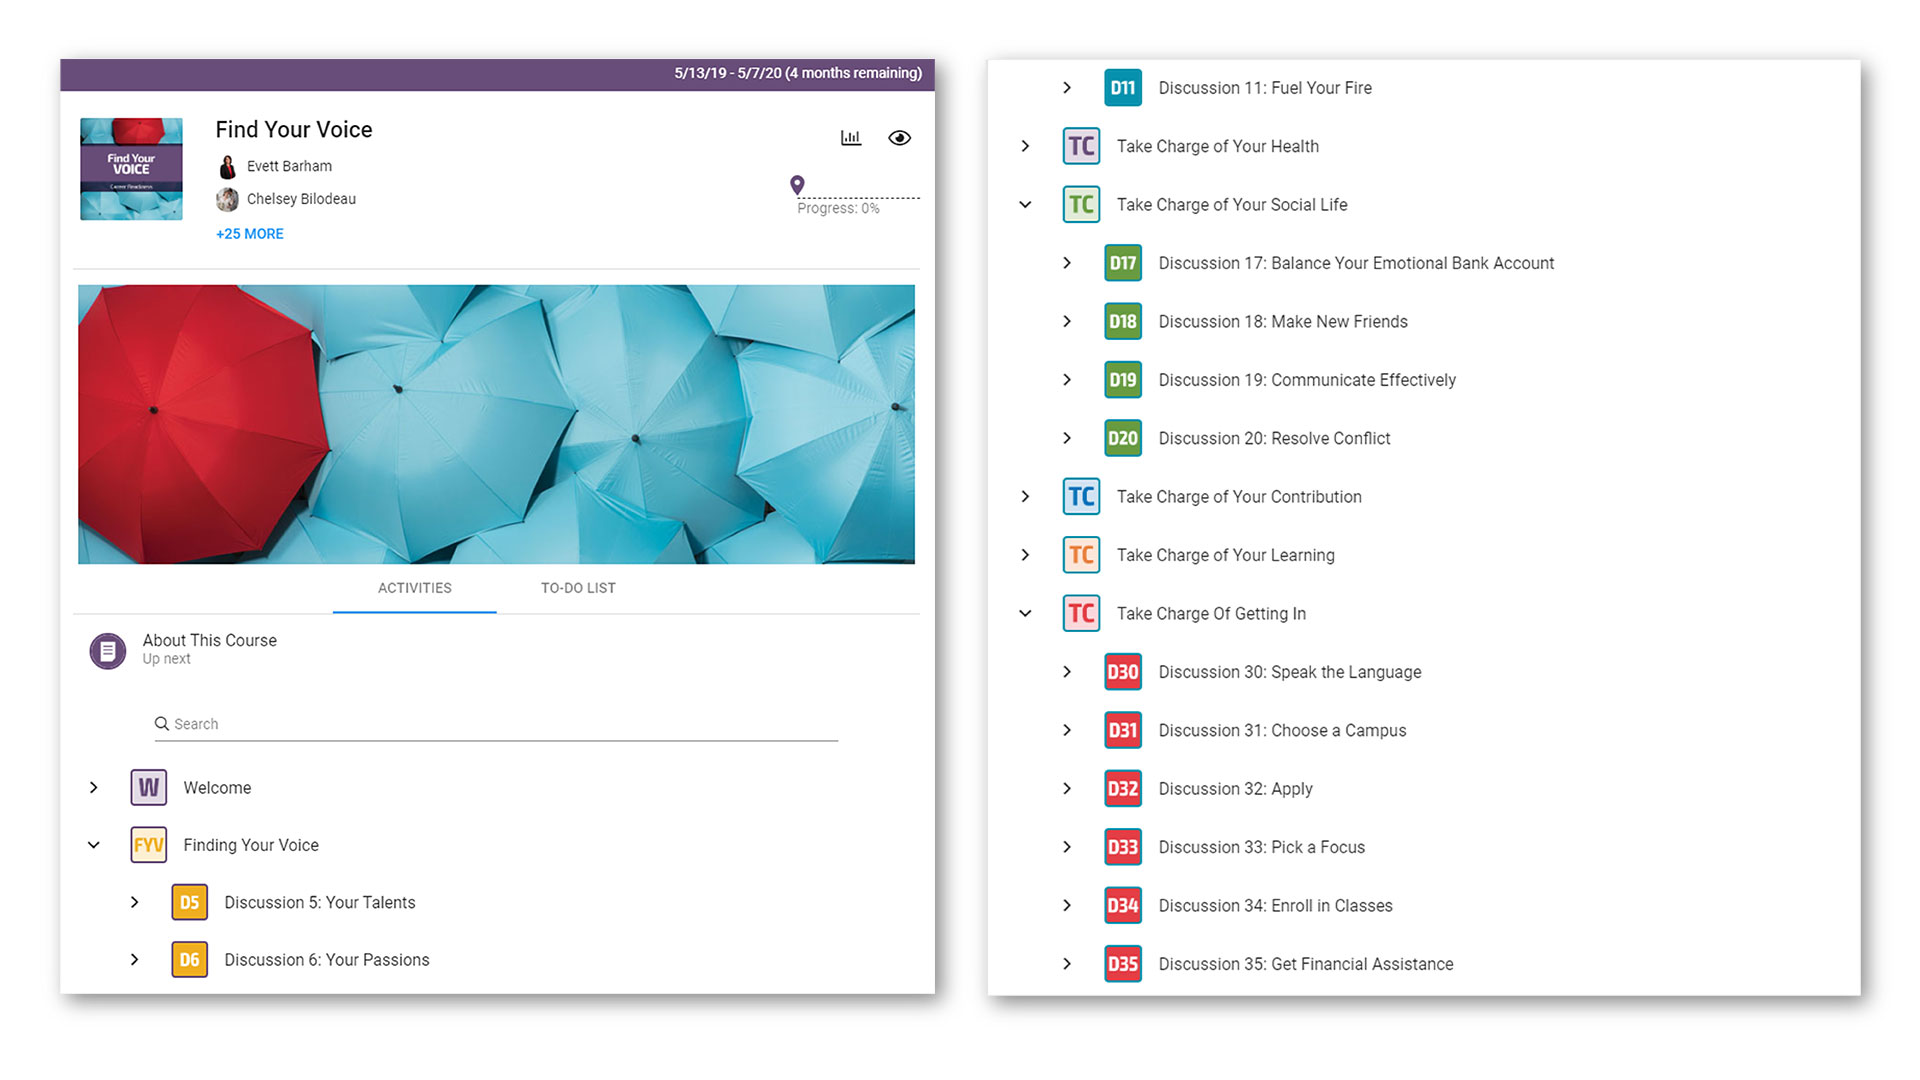 5/13/19 - 5/7/20 (4 months remaining)
Find Your
VOICE
Career Readiness
Find Your Voice
Evett Barham
Chelsey Bilodeau
+25 MORE
Progress: 0%
ACTIVITIES
TO-DO LIST
About This Course
Up next
Search
W Welcome
FYV Finding Your Voice
D5 Discussion 5: Your Talents
D6 Discussion 6: Your Passions
D11 Discussion 11: Fuel Your Fire
TC Take Charge of Your Health
TC Take Charge of Your Social Life
D17 Discussion 17: Balance Your Emotional Bank Account
D18 Discussion 18: Make New Friends
D19 Discussion 19: Communicate Effectively
D20 Discussion 20: Resolve Conflict
TC Take Charge of Your Contribution
TC Take Charge of Your Learning
TC Take Charge Of Getting In
D30 Discussion 30: Speak the Language
D31 Discussion 31: Choose a Campus
D32 Discussion 32: Apply
D33 Discussion 33: Pick a Focus
D34 Discussion 34: Enroll in Classes
D35 Discussion 35: Get Financial Assistance